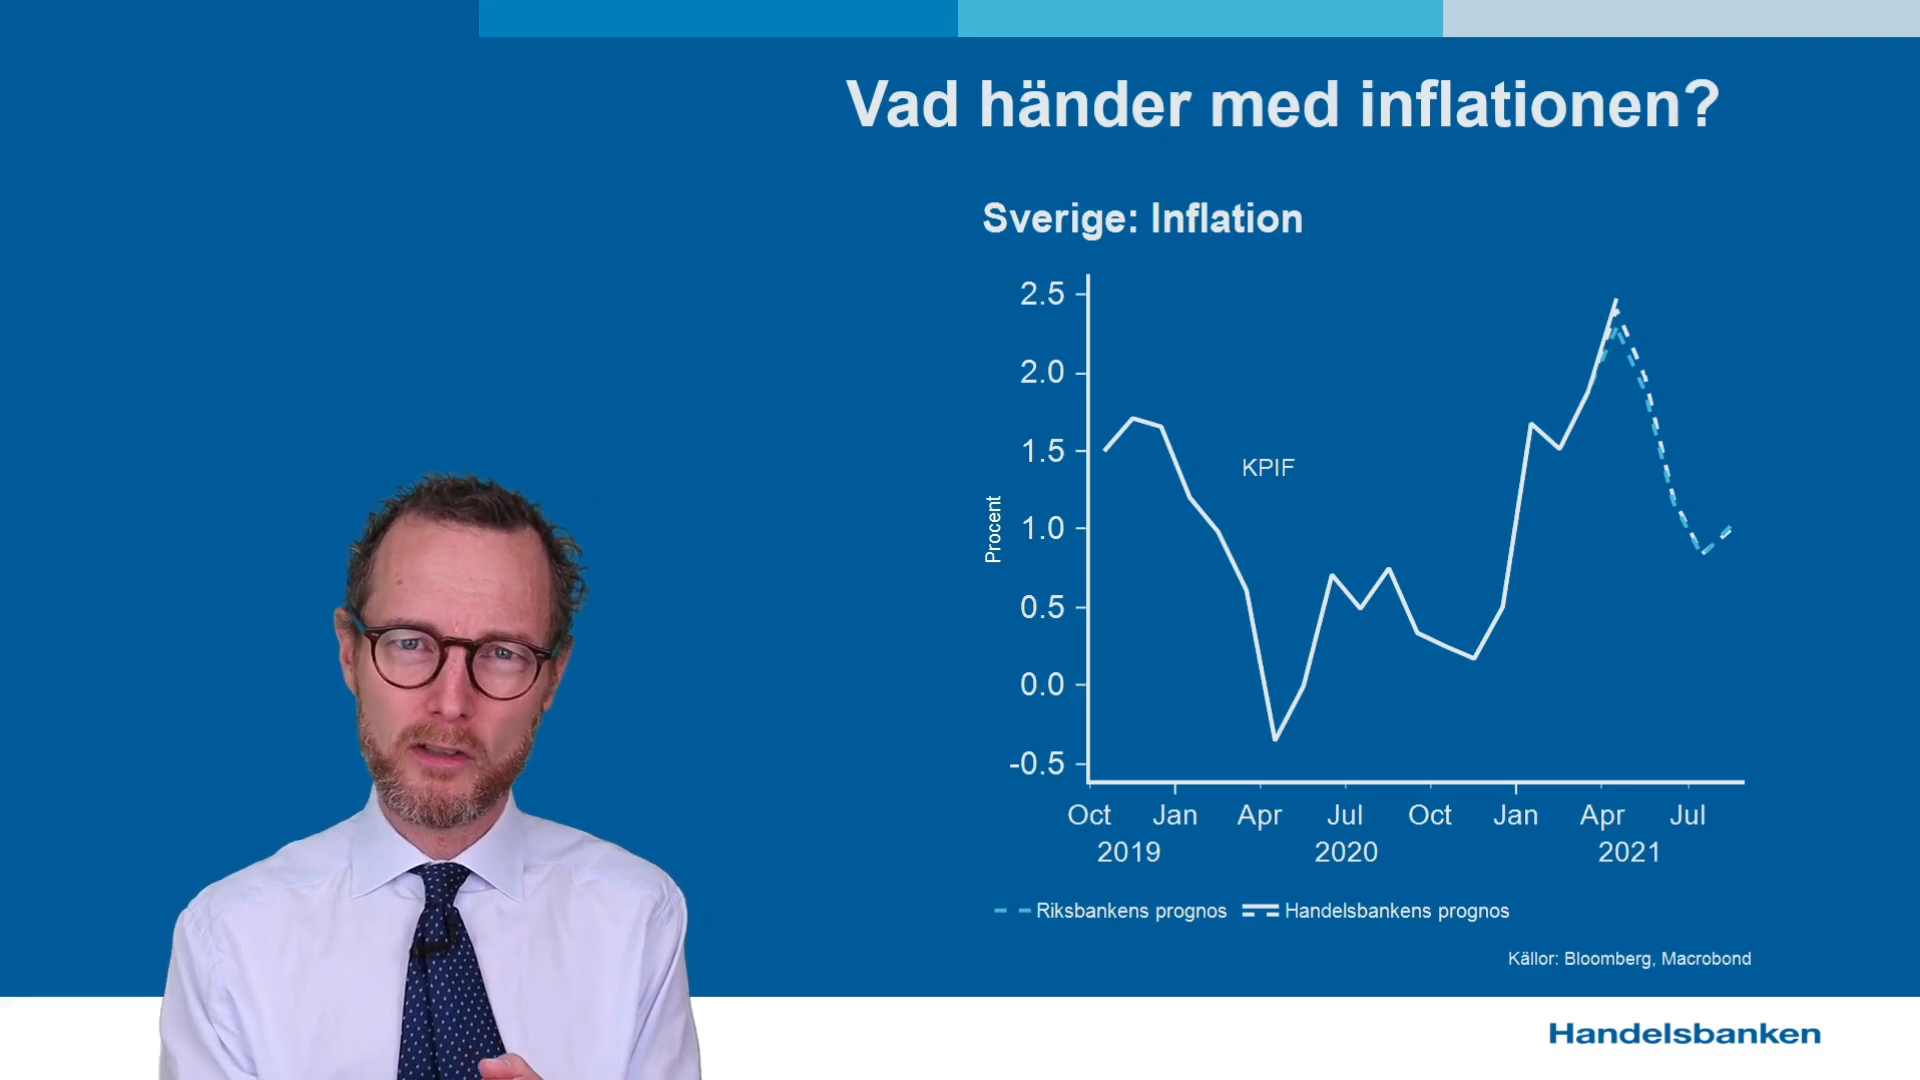 Vad händer med inflationen?
Sverige: Inflation
2.5
2.0
1.5
1.0
0.5
0.0
-0.5
Procent
KPIF
Oct Jan Apr Jul Oct Jan Apr Jul
2019 2020 2021
Riksbankens prognos Handelsbankens prognos
Källor: Bloomberg, Macrobond
Handelsbanken